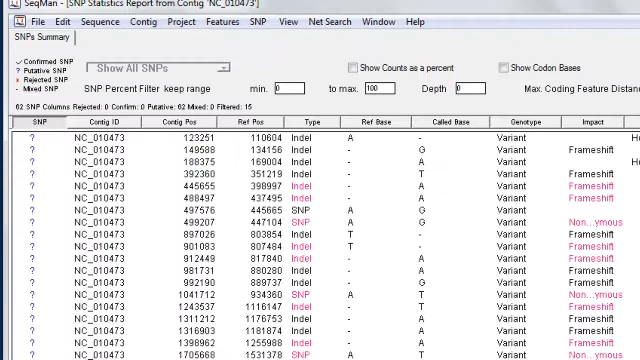 SeqMan - [SNP Statistics Report from Contig 'NC_010473']
File Edit Sequence Contig Project Features SNP View Net Search Window Help
SNPs Summary
Confirmed SNP
? Putative SNP
x Rejected SNP
- Mixed SNP
Show All SNPs
Show Counts as a percent
Show Codon Bases
SNP Percent Filter keep range min. 0 to max. 100 Depth 0 Max. Coding Feature Distan
62 SNP Columns Rejected: 0 Confirm: 0 Putative: 62 Mixed: 0 Filtered: 15
SNP Contig ID Contig Pos Ref Pos Type Ref Base Called Base Genotype Impact
? NC_010473 123251 110604 Indel A - Variant
? NC_010473 149588 134156 Indel - G Variant Frameshift
? NC_010473 188375 169004 Indel - A Variant
? NC_010473 392360 351219 Indel - T Variant Frameshift
? NC_010473 445655 398997 Indel - A Variant Frameshift
? NC_010473 488497 437495 Indel - A Variant Frameshift
? NC_010473 497576 445665 SNP A G Variant
? NC_010473 499207 447104 SNP A G Variant Non...ymous
? NC_010473 897026 803854 Indel T - Variant Frameshift
? NC_010473 901083 807484 Indel T - Variant Frameshift
? NC_010473 912449 817840 Indel - A Variant Frameshift
? NC_010473 981731 880280 Indel - A Variant Frameshift
? NC_010473 992190 889737 Indel - G Variant Frameshift
? NC_010473 1041712 934360 SNP A T Variant Non...ymous
? NC_010473 1243537 1116147 Indel - T Variant Frameshift
? NC_010473 1311212 1176753 Indel - A Variant Frameshift
? NC_010473 1316903 1181874 Indel - A Variant Frameshift
? NC_010473 1398962 1255988 Indel - A Variant Frameshift
? NC_010473 1705668 1531378 SNP A T Variant Non...ymous